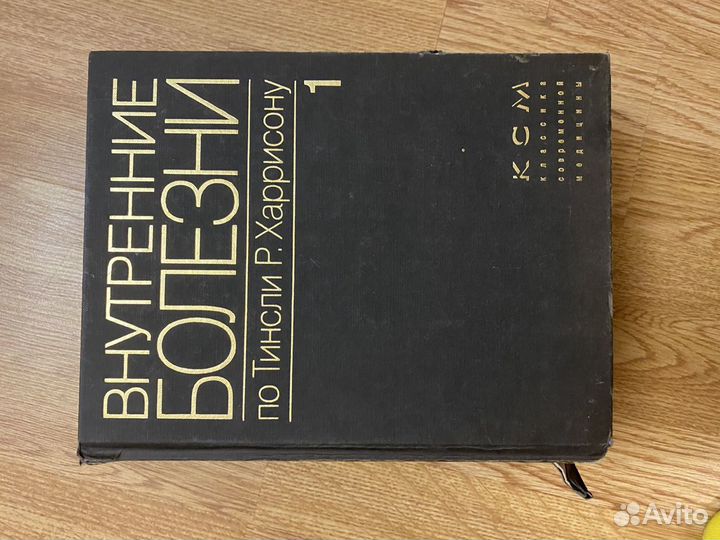 ВНУТРЕННИЕ
БОЛЕЗНИ
по Тинсли Р. Харрисону
1
КСМ
классика
современной
медицины
Avito